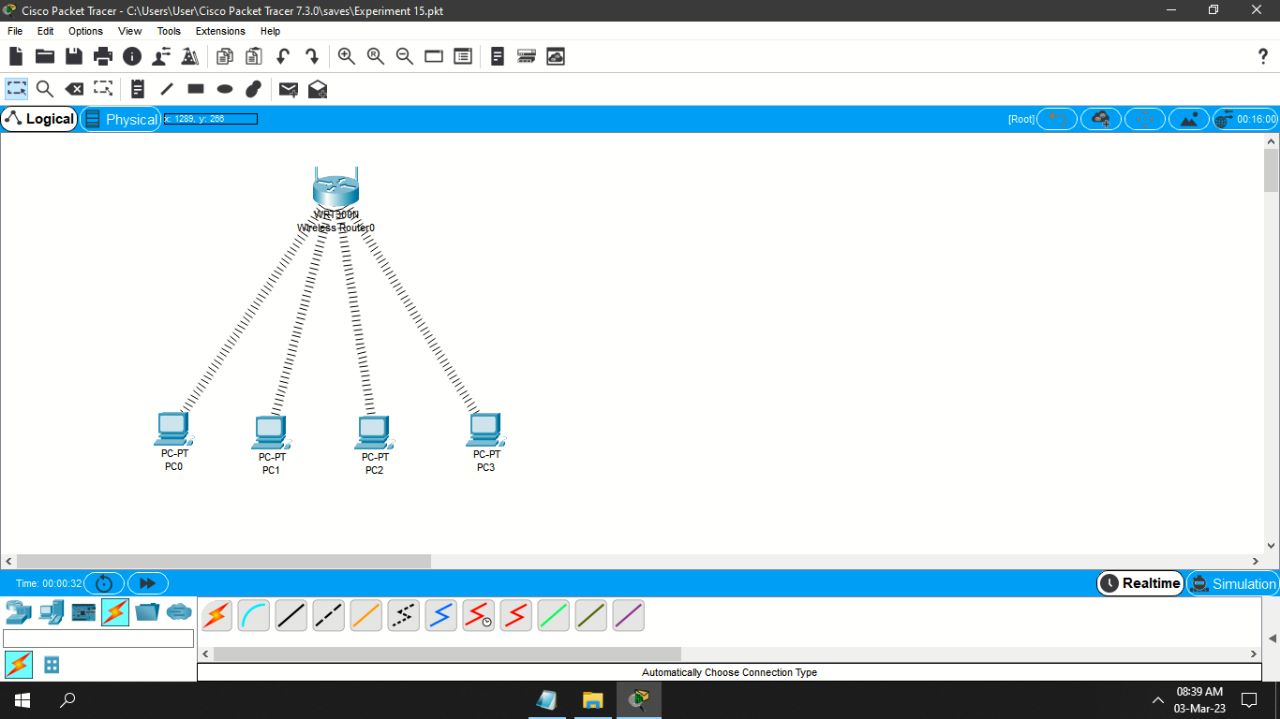 Cisco Packet Tracer - C:\Users\User\Cisco Packet Tracer 7.3.0\saves\Experiment 15.pkt
File Edit Options View Tools Extensions Help
Logical Physical x: 1289, y: 266 [Root] 00:16:00
WRT300N
Wireless Router0
PC-PT
PC0
PC-PT
PC1
PC-PT
PC2
PC-PT
PC3
Time: 00:00:32 Realtime Simulation
Automatically Choose Connection Type
08:39 AM
03-Mar-23